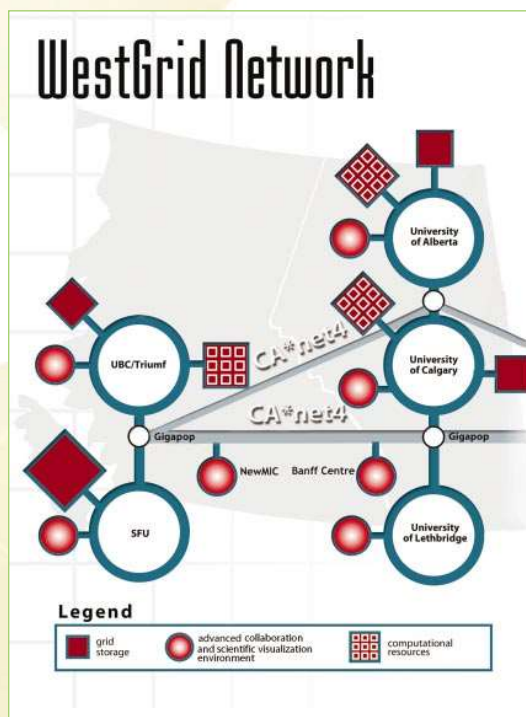 WestGrid Network
University
of Alberta
UBC/Triumf
CA*net4
University
of Calgary
CA*net4
Gigapop
Gigapop
NewMIC
Banff Centre
SFU
University
of Lethbridge
Legend
grid
storage
advanced collaboration
and scientific visualization
environment
computational
resources